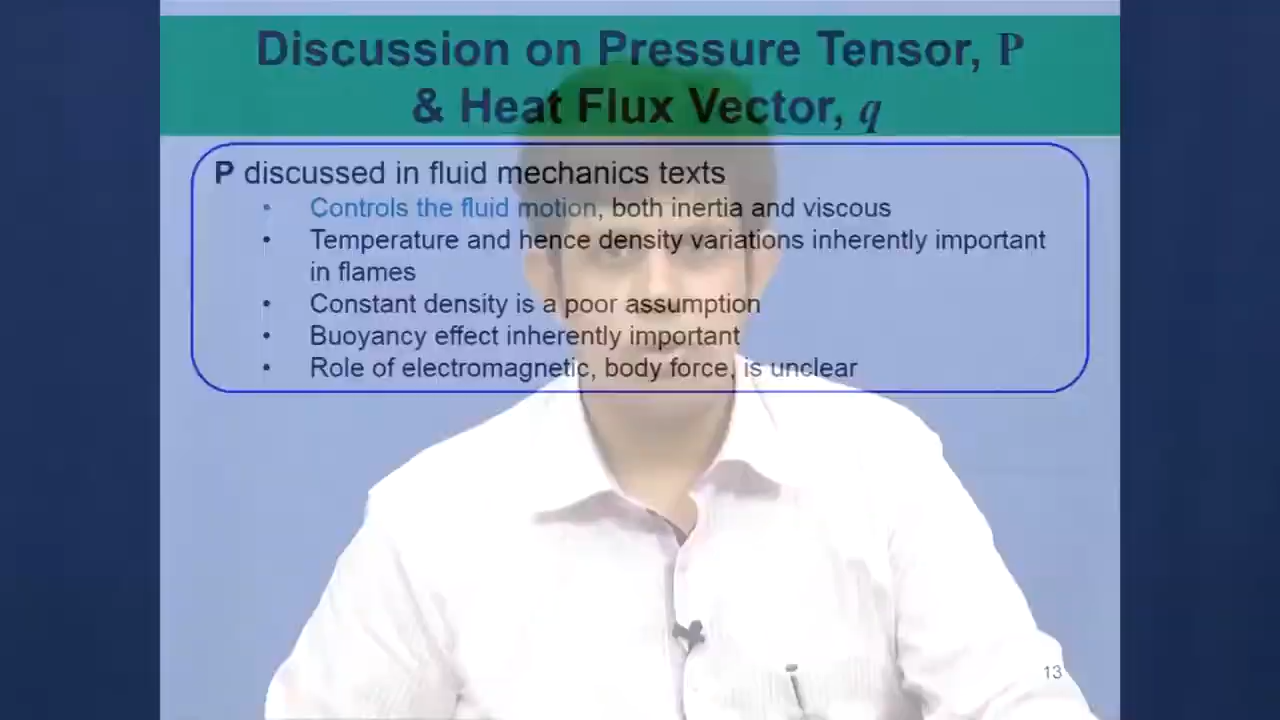 Discussion on Pressure Tensor, P
& Heat Flux Vector, q
P discussed in fluid mechanics texts
• Controls the fluid motion, both inertia and viscous
• Temperature and hence density variations inherently important
in flames
• Constant density is a poor assumption
• Buoyancy effect inherently important
• Role of electromagnetic, body force, is unclear
13